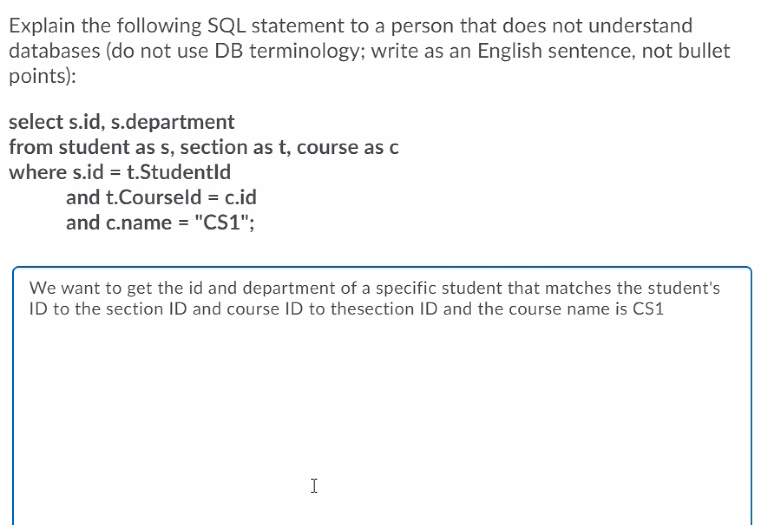 Explain the following SQL statement to a person that does not understand
databases (do not use DB terminology; write as an English sentence, not bullet
points):
select s.id, s.department
from student as s, section as t, course as c
where s.id = t.StudentId
and t.CourseId = c.id
and c.name = "CS1";
We want to get the id and department of a specific student that matches the student's
ID to the section ID and course ID to thesection ID and the course name is CS1